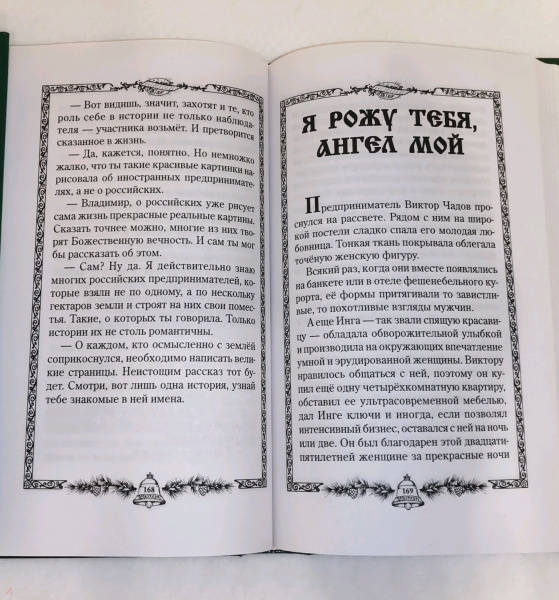 — Вот видишь, значит, захотят и те, кто
роль себе в истории не только наблюда-
теля — участника возьмёт. И претворится
сказанное в жизнь.
— Да, кажется, понятно. Но немножко
жалко, что ты такие красивые картинки на-
рисовала об иностранных предпринимате-
лях, а не о российских.
— Владимир, о российских уже рисует
сама жизнь прекрасные реальные картины.
Сказать точнее можно, многие из них тво-
рят Божественную вечность. И сам ты мог
бы рассказать об этом.
— Сам? Ну да. Я действительно знаю
многих российских предпринимателей, ко-
торые взяли не по одному, а по нескольку
гектаров земли и строят на них свои помес-
тья. Такие, о которых ты говорила. Только
истории их не столь романтичны.
— О каждом, кто осмысленно с землёй
соприкоснулся, необходимо написать вели-
кие страницы. Неистощим рассказ тот бу-
дет. Смотри, вот лишь одна история, узнай
тебе знакомые в ней имена.
168
Я РОЖУ ТЕБЯ,
АНГЕЛ МОЙ
Предприниматель Виктор Чадов про-
снулся на рассвете. Рядом с ним на широ-
кой постели сладко спала его молодая лю-
бовница. Тонкая ткань покрывала облегала
точёную женскую фигуру.
Всякий раз, когда они вместе появлялись
на банкете или в отеле фешенебельного ку-
рорта, её формы притягивали то завистли-
вые, то похотливые взгляды мужчин.
А еще Инга — так звали спящую красави-
цу — обладала обворожительной улыбкой
и производила на окружающих впечатление
умной и эрудированной женщины. Виктору
нравилось общаться с ней, поэтому он ку-
пил ещё одну четырёхкомнатную квартиру,
обставил ее ультрасовременной мебелью,
дал Инге ключи и иногда, если позволял
интенсивный бизнес, оставался с ней на ночь
или две. Он был благодарен этой двадцати-
пятилетней женщине за прекрасные ночи
169